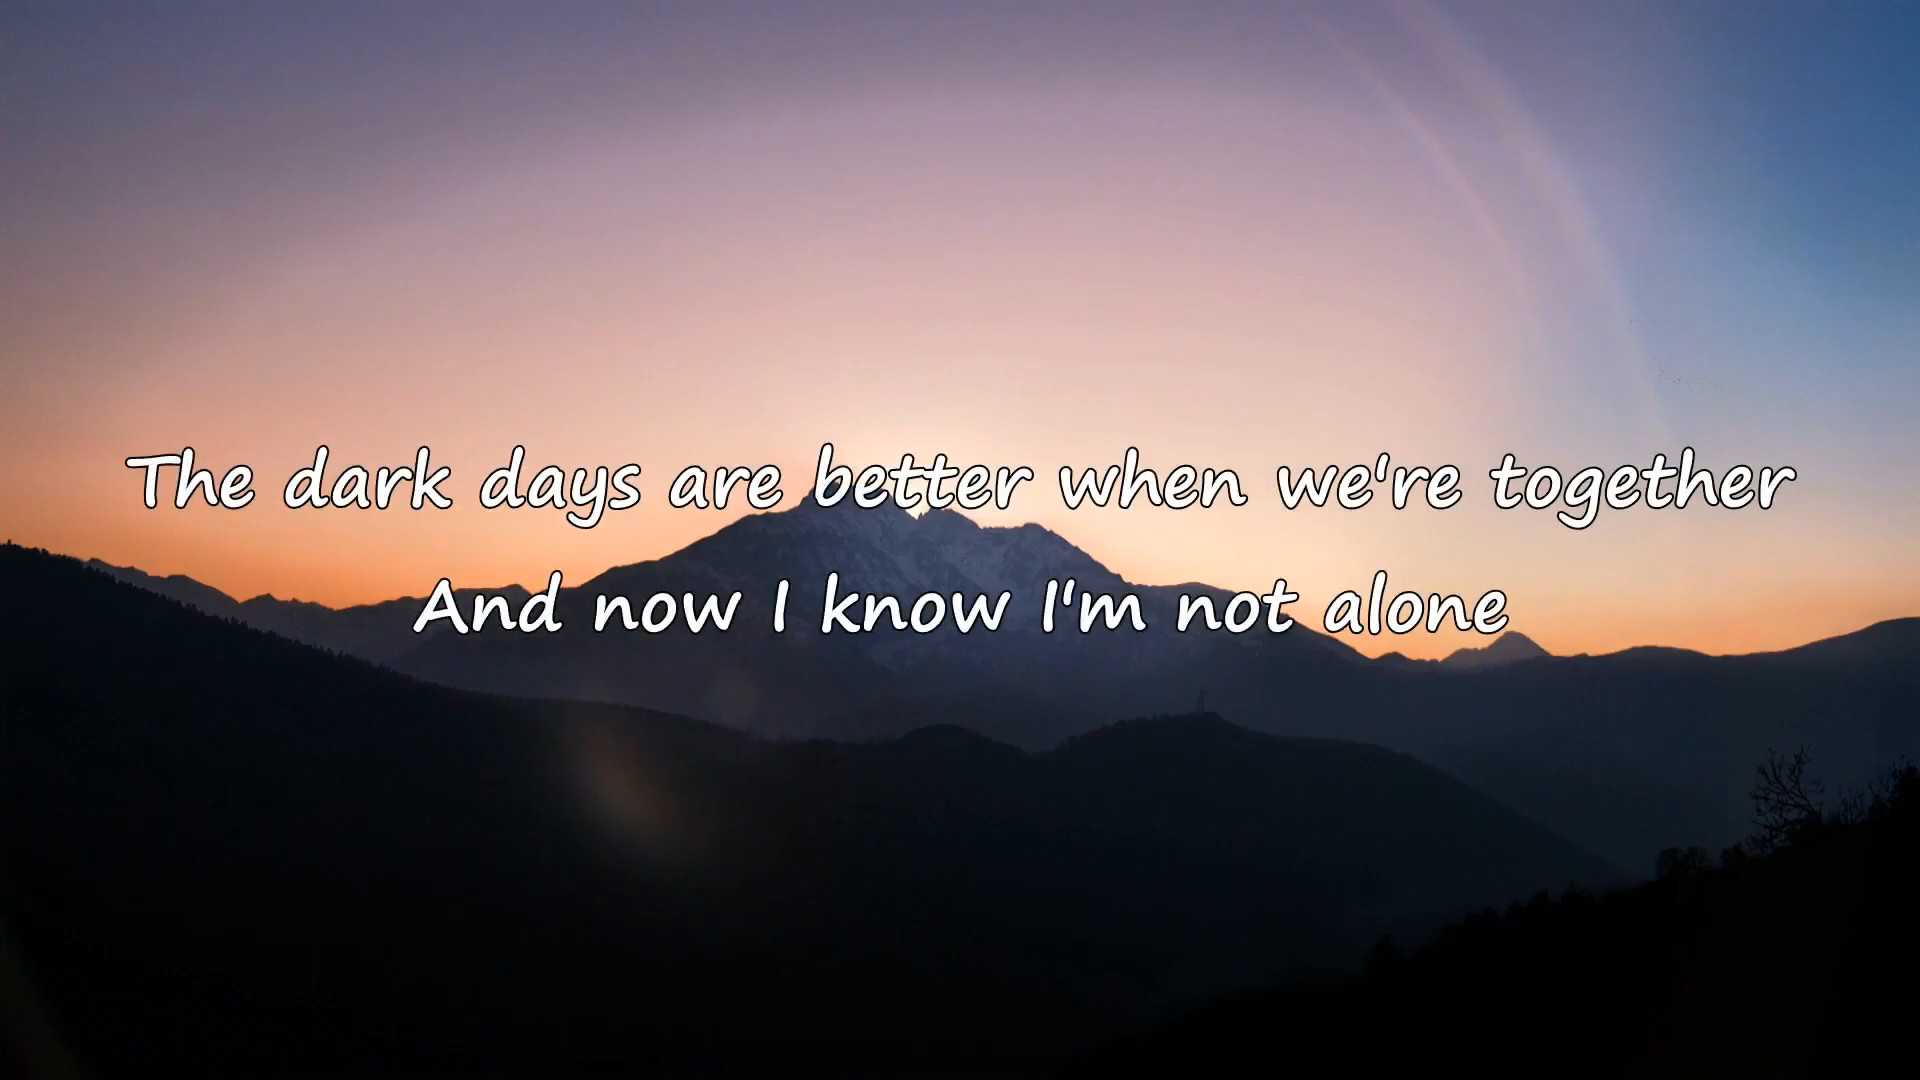 The dark days are better when we're together
And now I know I'm not alone